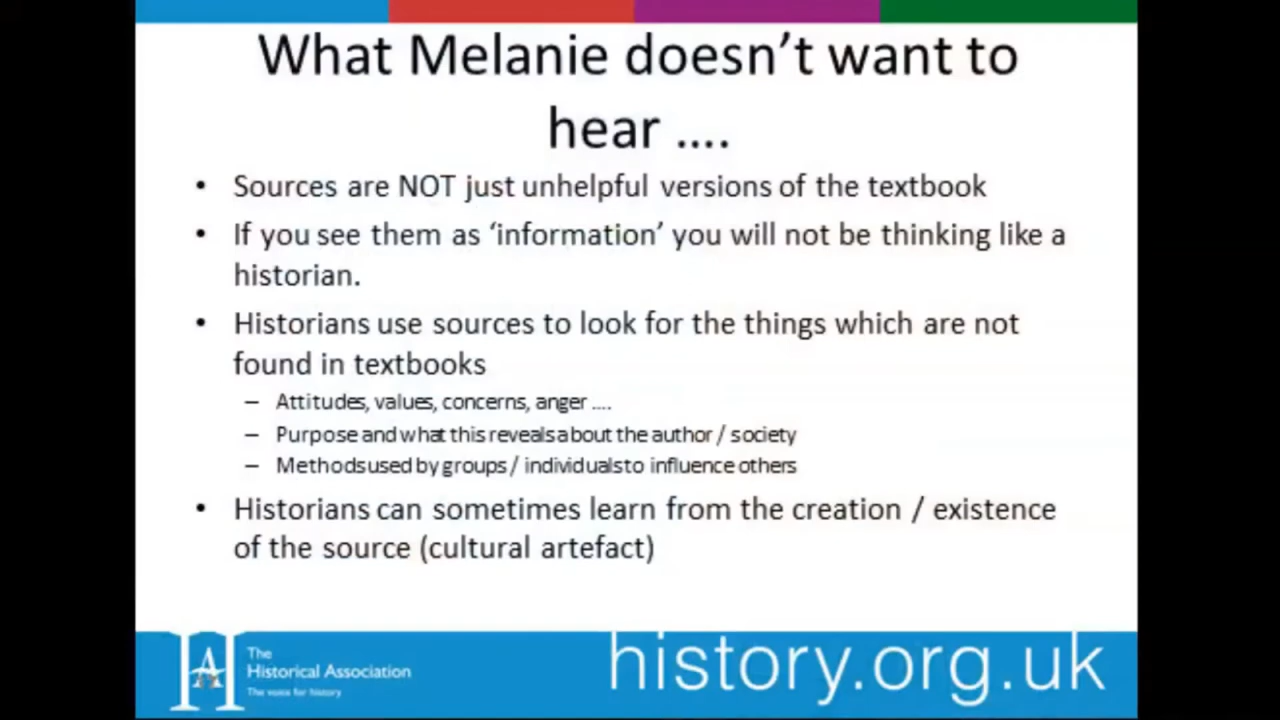 What Melanie doesn't want to
hear ....
• Sources are NOT just unhelpful versions of the textbook
• If you see them as 'information' you will not be thinking like a
historian.
• Historians use sources to look for the things which are not
found in textbooks
– Attitudes, values, concerns, anger ....
– Purpose and what this reveals about the author / society
– Methods used by groups / individuals to influence others
• Historians can sometimes learn from the creation / existence
of the source (cultural artefact)
The
Historical Association
The voice for history
history.org.uk